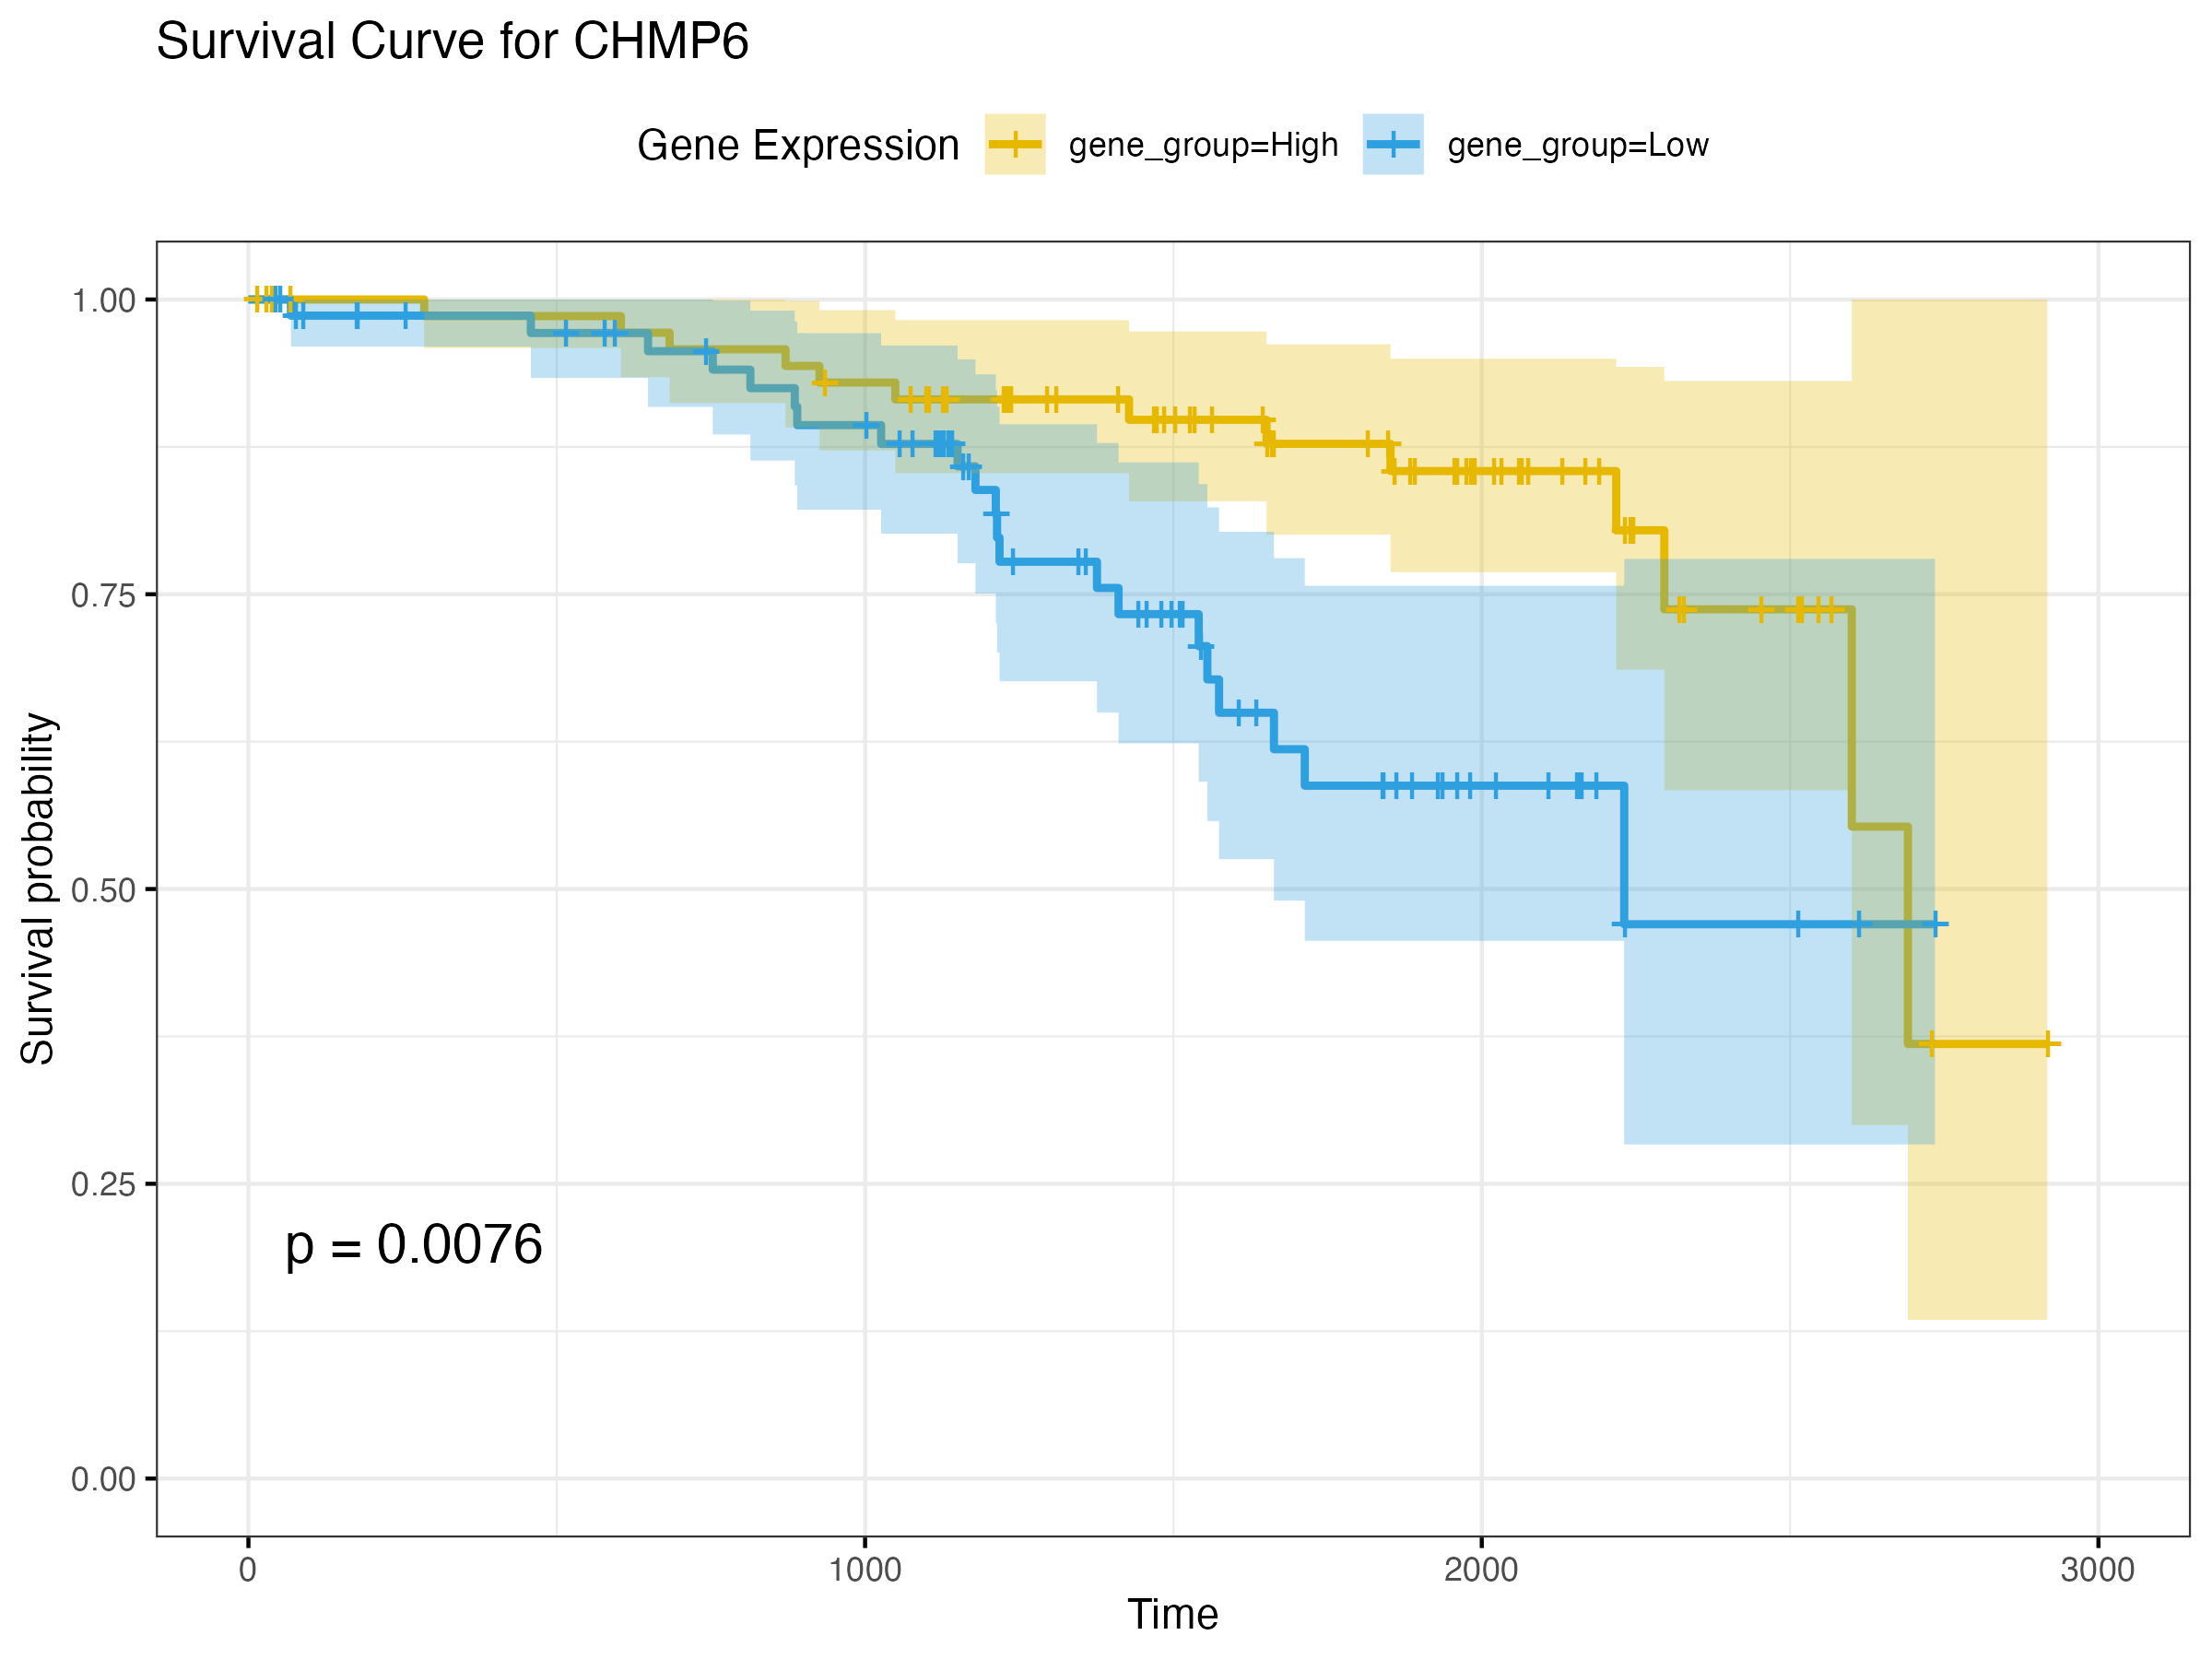 Survival Curve for CHMP6
Gene Expression gene_group=High gene_group=Low
Survival probability
1.00
0.75
0.50
0.25
0.00
p = 0.0076
0 1000 2000 3000
Time